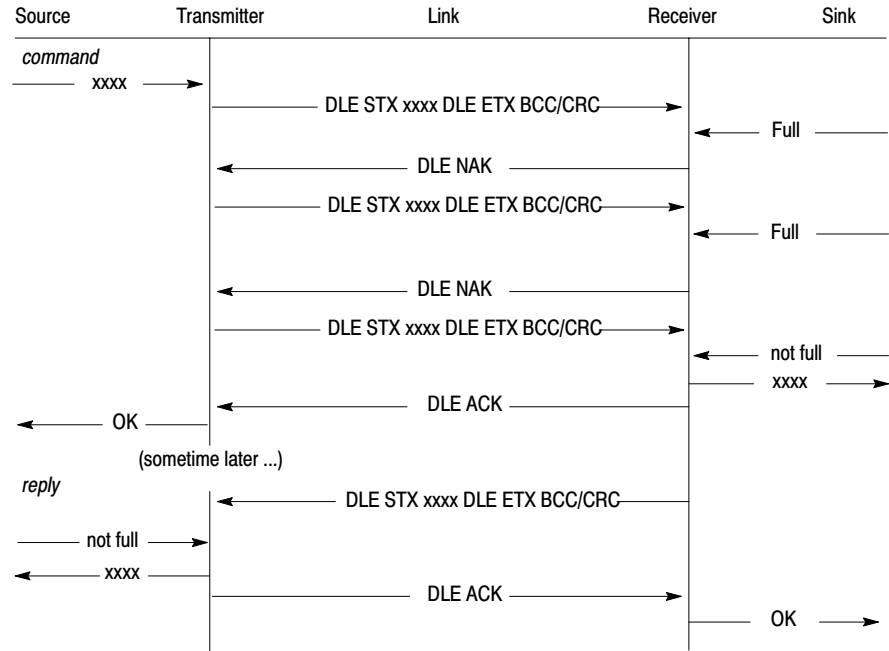 Source Transmitter Link Receiver Sink
command
xxxx
DLE STX xxxx DLE ETX BCC/CRC
Full
DLE NAK
DLE STX xxxx DLE ETX BCC/CRC
Full
DLE NAK
DLE STX xxxx DLE ETX BCC/CRC
not full
xxxx
DLE ACK
OK
(sometime later ...)
reply
DLE STX xxxx DLE ETX BCC/CRC
not full
xxxx
DLE ACK
OK